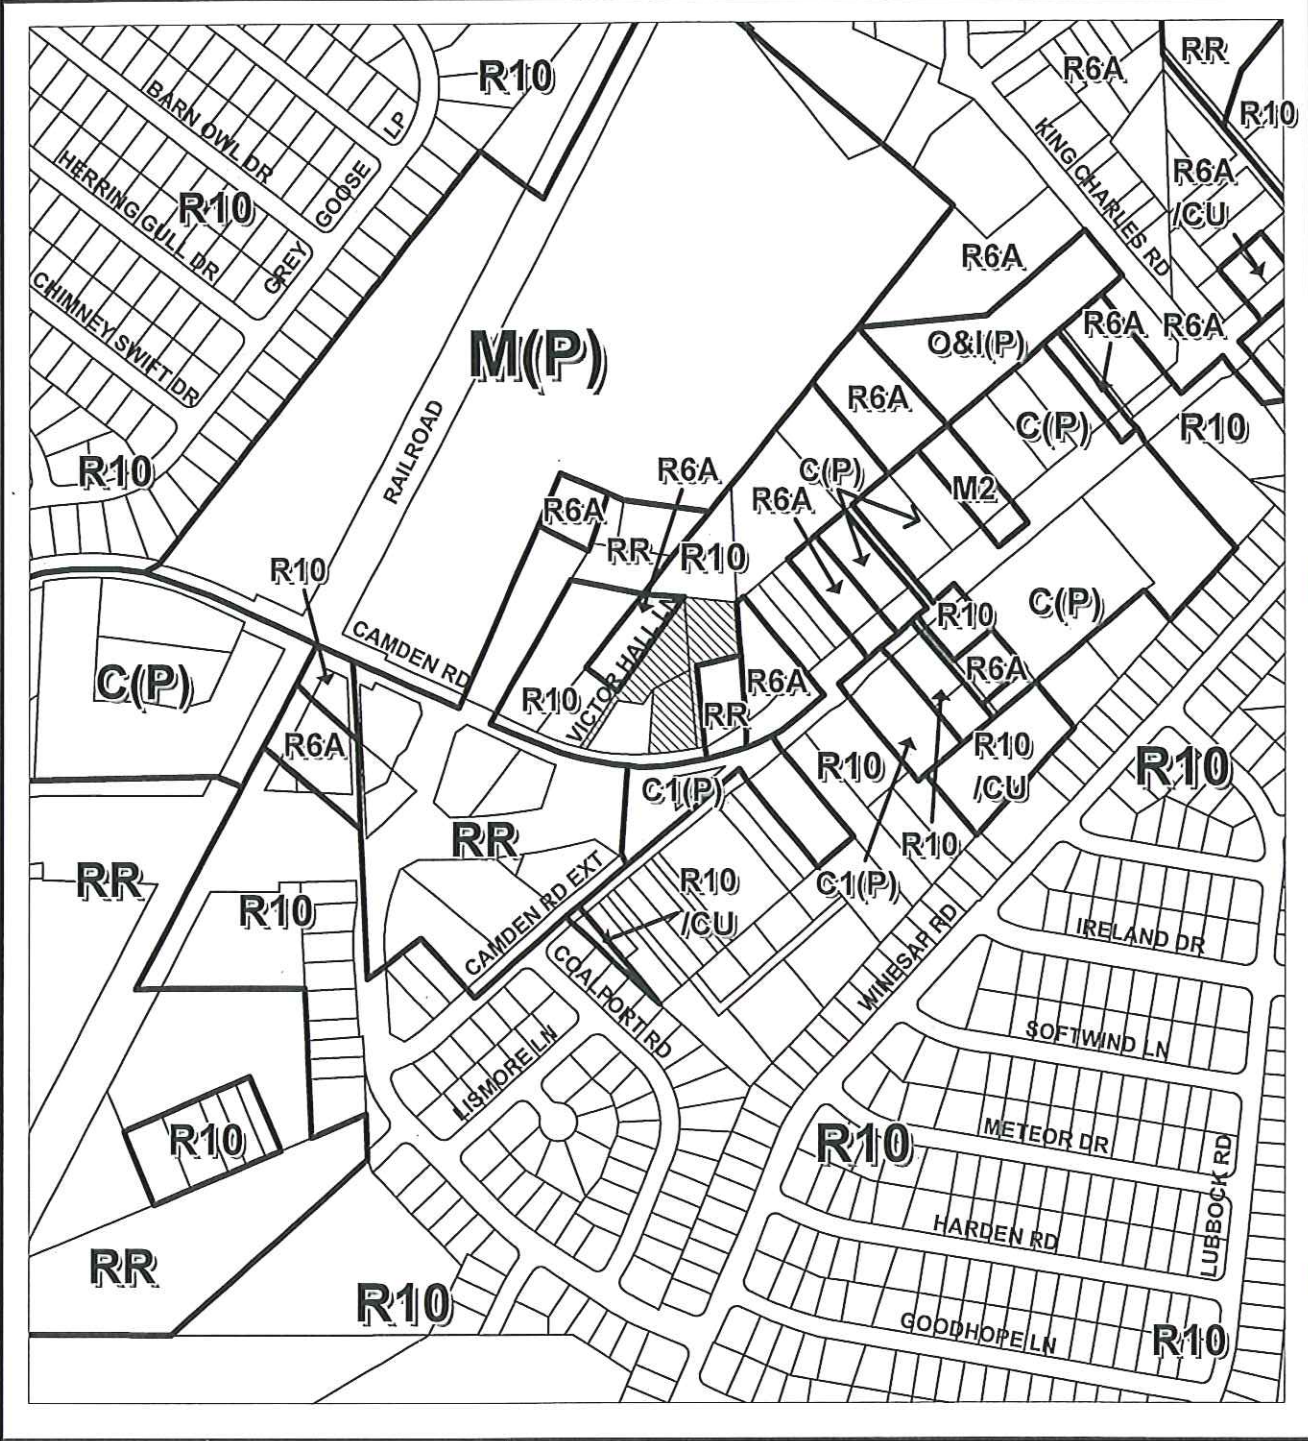 R10
R6A
RR
R10
BARN OWL DR
GREY GOOSE LP
HERRING GULL DR
R10
CHIMNEY SWIFT DR
KING CHARLES RD
R6A
/CU
R6A
M(P)
O&I(P)
R6A
R6A
R6A
C(P)
R10
R10
RAILROAD
R6A
C(P)
M2
R6A
R6A
RR
R10
R10
C(P)
R10
R6A
CAMDEN RD
VICTOR HALL LN
C(P)
R10
R6A
RR
R6A
R10
/CU
R10
R10
C1(P)
RR
R10
C1(P)
RR
R10
R10
/CU
CAMDEN RD EXT
COALPORT RD
WINESAP RD
IRELAND DR
SOFTWIND LN
LISMORE LN
R10
R10
METEOR DR
LUBBOCK RD
HARDEN RD
RR
R10
GOODHOPE LN
R10